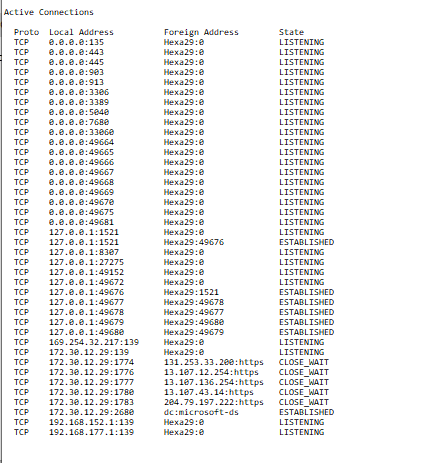 Active Connections
Proto Local Address Foreign Address State
TCP 0.0.0.0:135 Hexa29:0 LISTENING
TCP 0.0.0.0:443 Hexa29:0 LISTENING
TCP 0.0.0.0:445 Hexa29:0 LISTENING
TCP 0.0.0.0:903 Hexa29:0 LISTENING
TCP 0.0.0.0:913 Hexa29:0 LISTENING
TCP 0.0.0.0:3306 Hexa29:0 LISTENING
TCP 0.0.0.0:3389 Hexa29:0 LISTENING
TCP 0.0.0.0:5040 Hexa29:0 LISTENING
TCP 0.0.0.0:7680 Hexa29:0 LISTENING
TCP 0.0.0.0:33060 Hexa29:0 LISTENING
TCP 0.0.0.0:49664 Hexa29:0 LISTENING
TCP 0.0.0.0:49665 Hexa29:0 LISTENING
TCP 0.0.0.0:49666 Hexa29:0 LISTENING
TCP 0.0.0.0:49667 Hexa29:0 LISTENING
TCP 0.0.0.0:49668 Hexa29:0 LISTENING
TCP 0.0.0.0:49669 Hexa29:0 LISTENING
TCP 0.0.0.0:49670 Hexa29:0 LISTENING
TCP 0.0.0.0:49675 Hexa29:0 LISTENING
TCP 0.0.0.0:49681 Hexa29:0 LISTENING
TCP 127.0.0.1:1521 Hexa29:0 LISTENING
TCP 127.0.0.1:1521 Hexa29:49676 ESTABLISHED
TCP 127.0.0.1:8307 Hexa29:0 LISTENING
TCP 127.0.0.1:27275 Hexa29:0 LISTENING
TCP 127.0.0.1:49152 Hexa29:0 LISTENING
TCP 127.0.0.1:49672 Hexa29:0 LISTENING
TCP 127.0.0.1:49676 Hexa29:1521 ESTABLISHED
TCP 127.0.0.1:49677 Hexa29:49678 ESTABLISHED
TCP 127.0.0.1:49678 Hexa29:49677 ESTABLISHED
TCP 127.0.0.1:49679 Hexa29:49680 ESTABLISHED
TCP 127.0.0.1:49680 Hexa29:49679 ESTABLISHED
TCP 169.254.32.217:139 Hexa29:0 LISTENING
TCP 172.30.12.29:139 Hexa29:0 LISTENING
TCP 172.30.12.29:1774 131.253.33.200:https CLOSE_WAIT
TCP 172.30.12.29:1776 13.107.12.254:https CLOSE_WAIT
TCP 172.30.12.29:1777 13.107.136.254:https CLOSE_WAIT
TCP 172.30.12.29:1780 13.107.43.14:https CLOSE_WAIT
TCP 172.30.12.29:1783 204.79.197.222:https CLOSE_WAIT
TCP 172.30.12.29:2680 dc:microsoft-ds ESTABLISHED
TCP 192.168.152.1:139 Hexa29:0 LISTENING
TCP 192.168.177.1:139 Hexa29:0 LISTENING